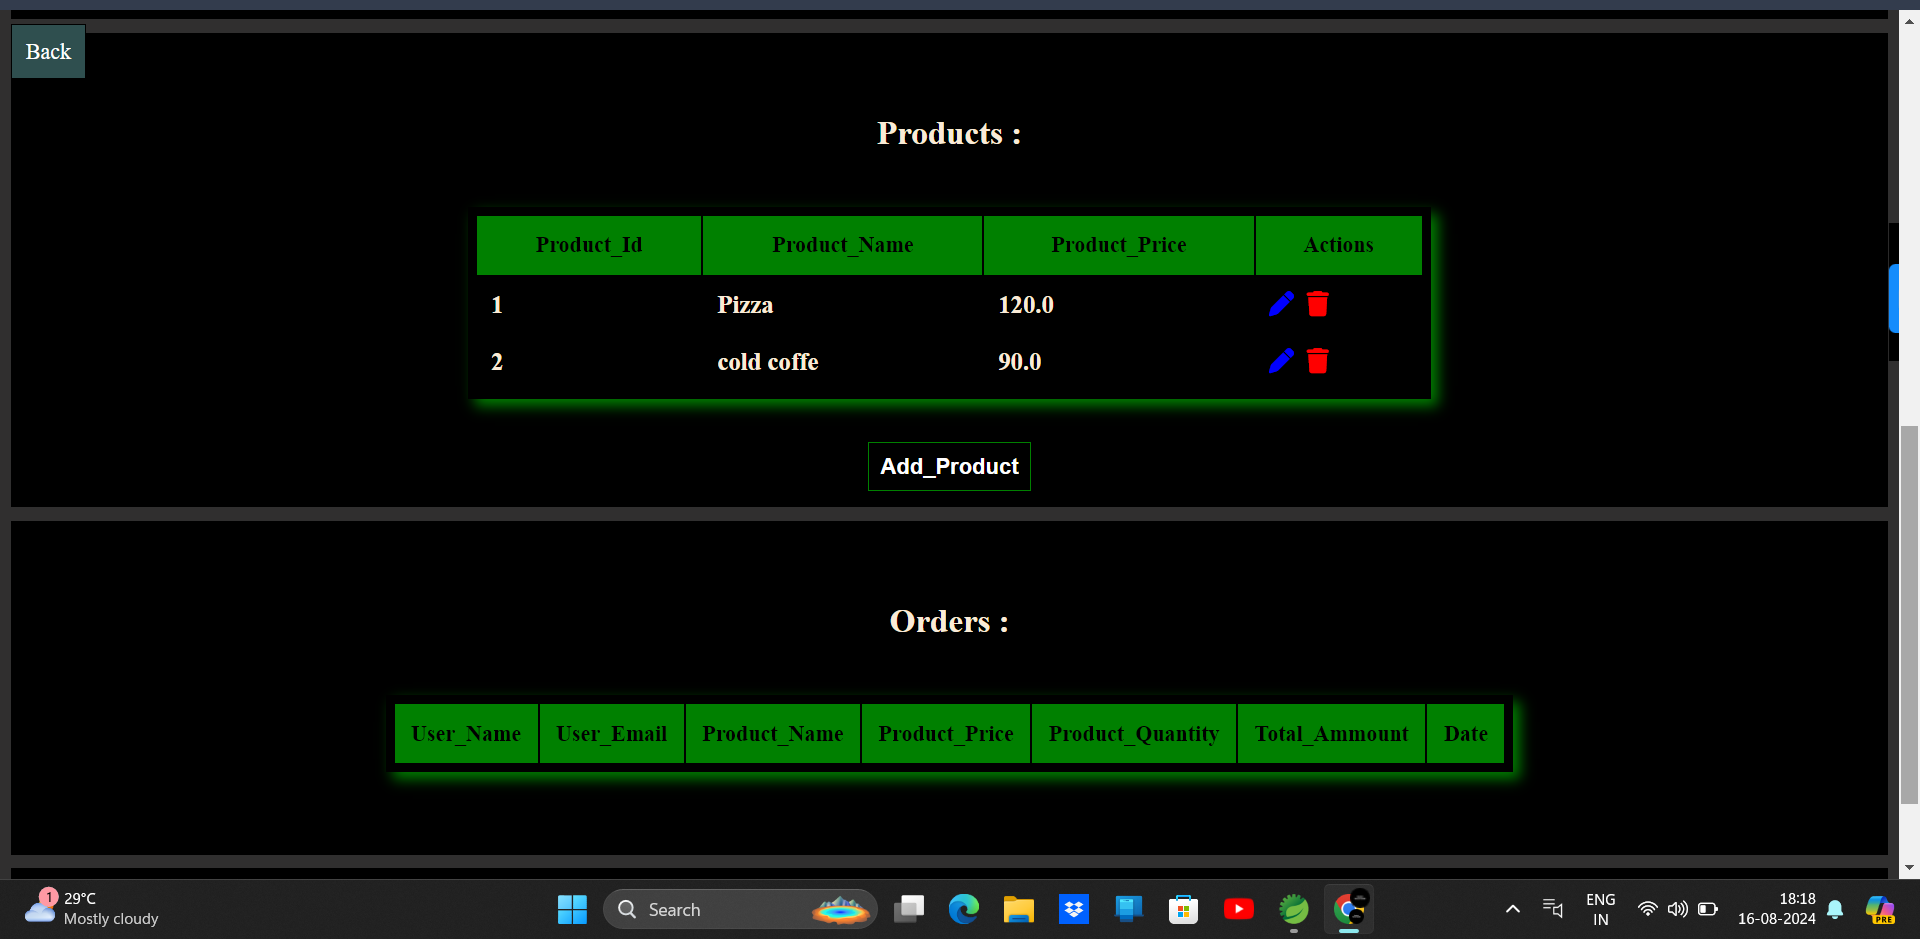 Back
Products :
Product_Id Product_Name Product_Price Actions
1 Pizza 120.0
2 cold coffe 90.0
Add_Product
Orders :
User_Name User_Email Product_Name Product_Price Product_Quantity Total_Ammount Date
1
29°C
Mostly cloudy
Search
ENG
IN
18:18
16-08-2024
PRE